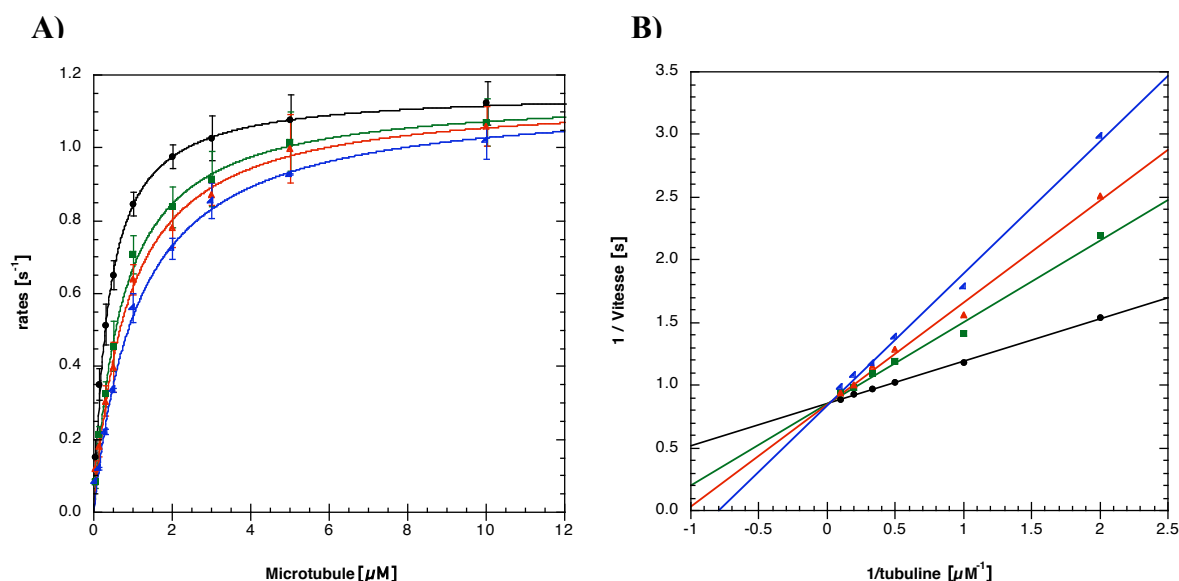 A)
B)
1.2
1.0
0.8
0.6
0.4
0.2
0.0
rates [s-1]
0 2 4 6 8 10 12
Microtubule [µM]
3.5
3.0
2.5
2.0
1.5
1.0
0.5
0.0
1 / Vitesse [s]
-1 -0.5 0 0.5 1 1.5 2 2.5
1/tubuline [µM-1]